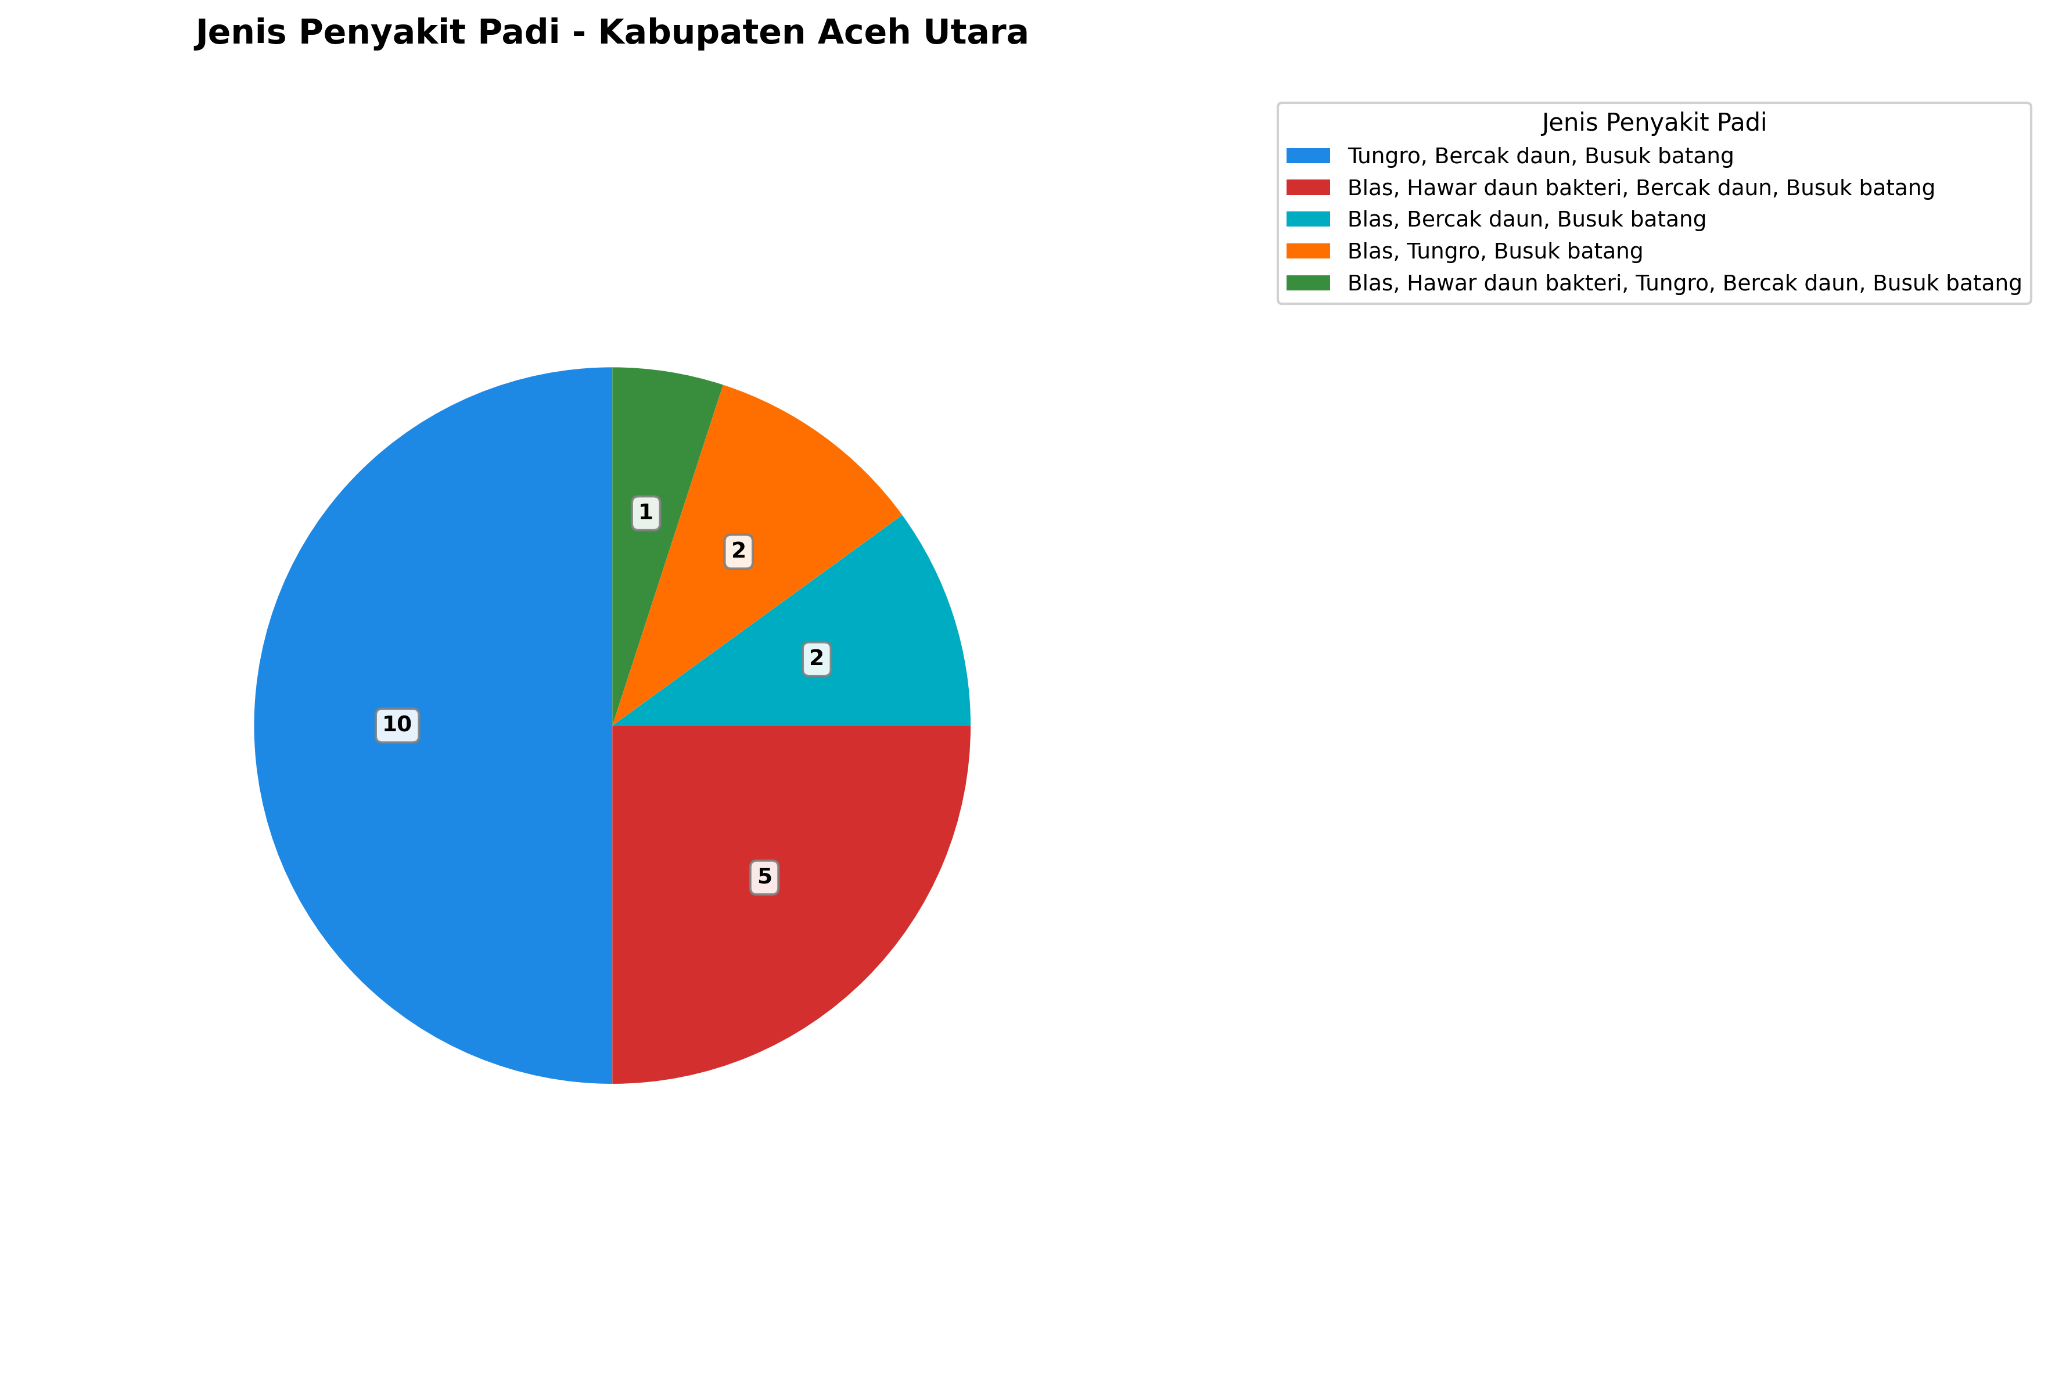 Jenis Penyakit Padi - Kabupaten Aceh Utara
Jenis Penyakit Padi
Tungro, Bercak daun, Busuk batang
Blas, Hawar daun bakteri, Bercak daun, Busuk batang
Blas, Bercak daun, Busuk batang
Blas, Tungro, Busuk batang
Blas, Hawar daun bakteri, Tungro, Bercak daun, Busuk batang
1
2
2
10
5